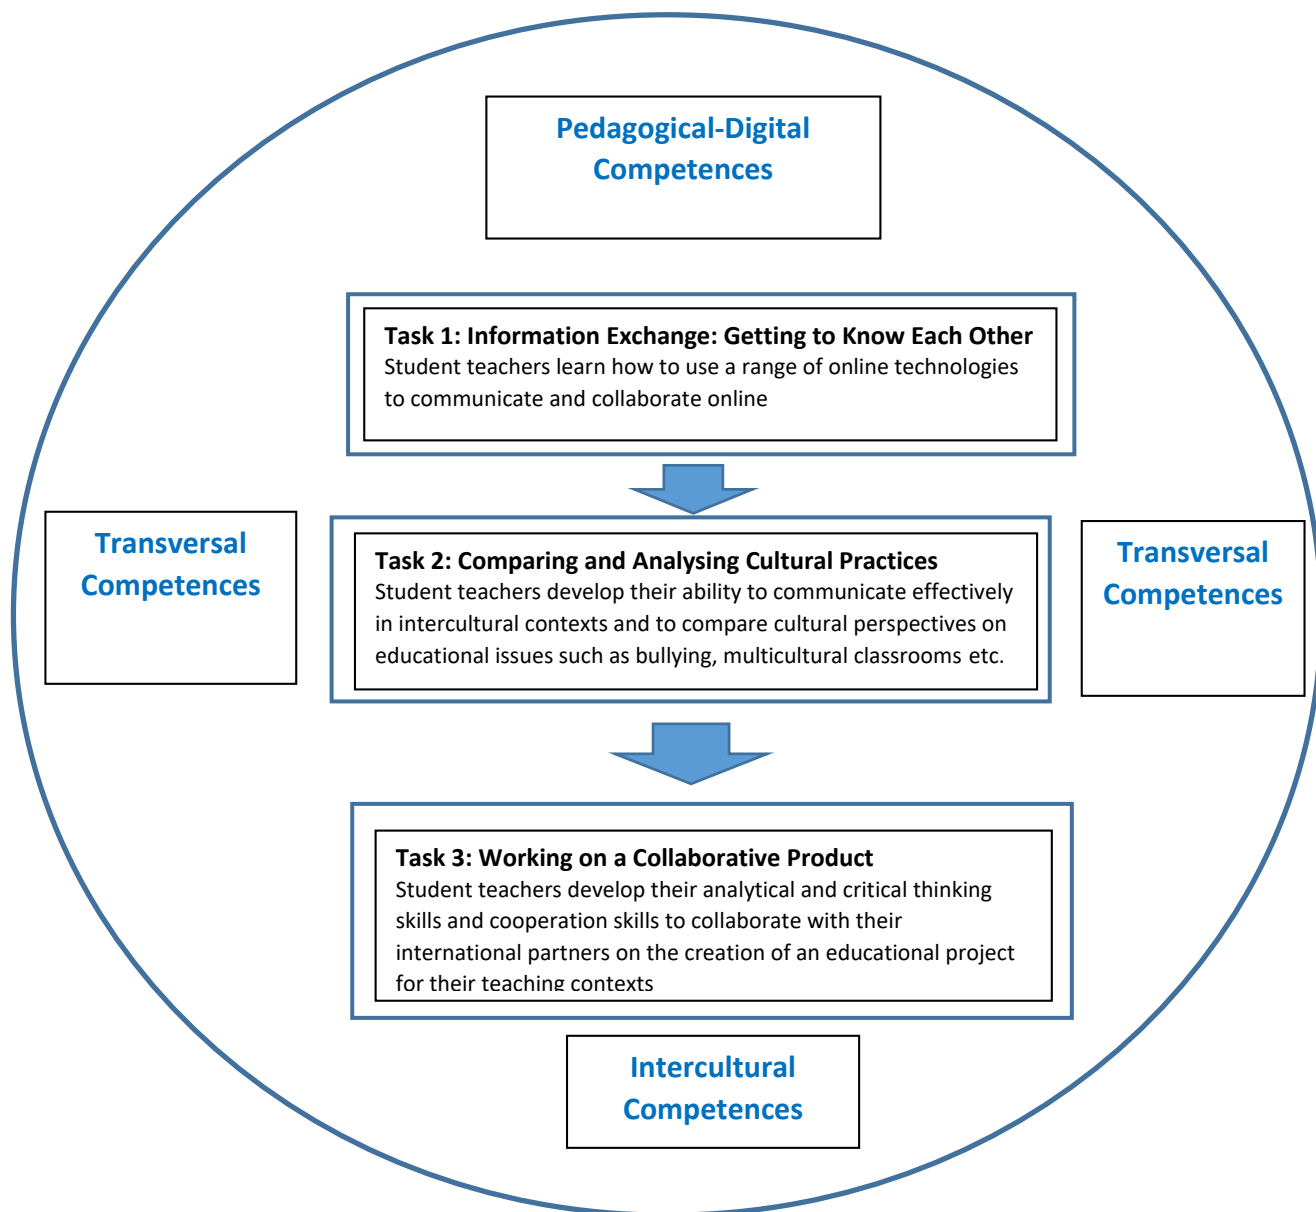 Pedagogical-Digital
Competences
Task 1: Information Exchange: Getting to Know Each Other
Student teachers learn how to use a range of online technologies
to communicate and collaborate online
Transversal
Competences
Task 2: Comparing and Analysing Cultural Practices
Student teachers develop their ability to communicate effectively
in intercultural contexts and to compare cultural perspectives on
educational issues such as bullying, multicultural classrooms etc.
Transversal
Competences
Task 3: Working on a Collaborative Product
Student teachers develop their analytical and critical thinking
skills and cooperation skills to collaborate with their
international partners on the creation of an educational project
for their teaching contexts
Intercultural
Competences